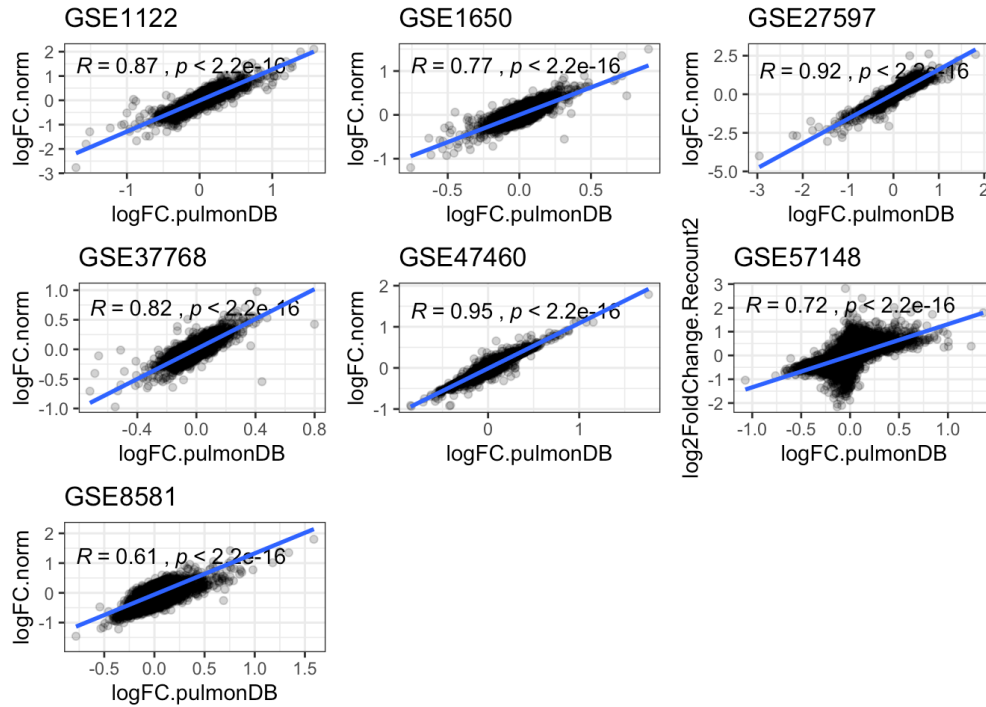 GSE1122
GSE1650
GSE27597
logFC.norm
2
1
0
-1
-2
-3
R = 0.87 , p < 2.2e-16
-1
0
1
logFC.pulmonDB
logFC.norm
1
0
-1
R = 0.77 , p < 2.2e-16
-0.5
0.0
0.5
logFC.pulmonDB
logFC.norm
2.5
0.0
-2.5
-5.0
R = 0.92 , p < 2.2e-16
-3
-2
-1
0
1
2
logFC.pulmonDB
GSE37768
GSE47460
GSE57148
logFC.norm
1.0
0.5
0.0
-0.5
-1.0
R = 0.82 , p < 2.2e-16
-0.4
0.0
0.4
0.8
logFC.pulmonDB
logFC.norm
2
1
0
-1
R = 0.95 , p < 2.2e-16
0
1
logFC.pulmonDB
log2FoldChange.Recount2
3
2
1
0
-1
-2
R = 0.72 , p < 2.2e-16
-1.0
-0.5
0.0
0.5
1.0
logFC.pulmonDB
GSE8581
logFC.norm
2
1
0
-1
R = 0.61 , p < 2.2e-16
-0.5
0.0
0.5
1.0
1.5
logFC.pulmonDB